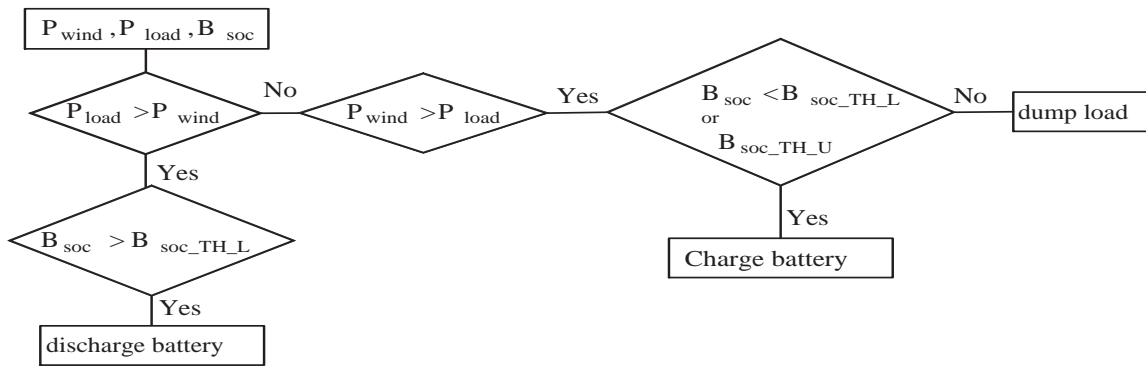 P wind , P load , B soc
P load > P wind
No
P wind > P load
Yes
B soc < B soc_TH_L
or
B soc_TH_U
No
dump load
Yes
Charge battery
Yes
B soc > B soc_TH_L
Yes
discharge battery